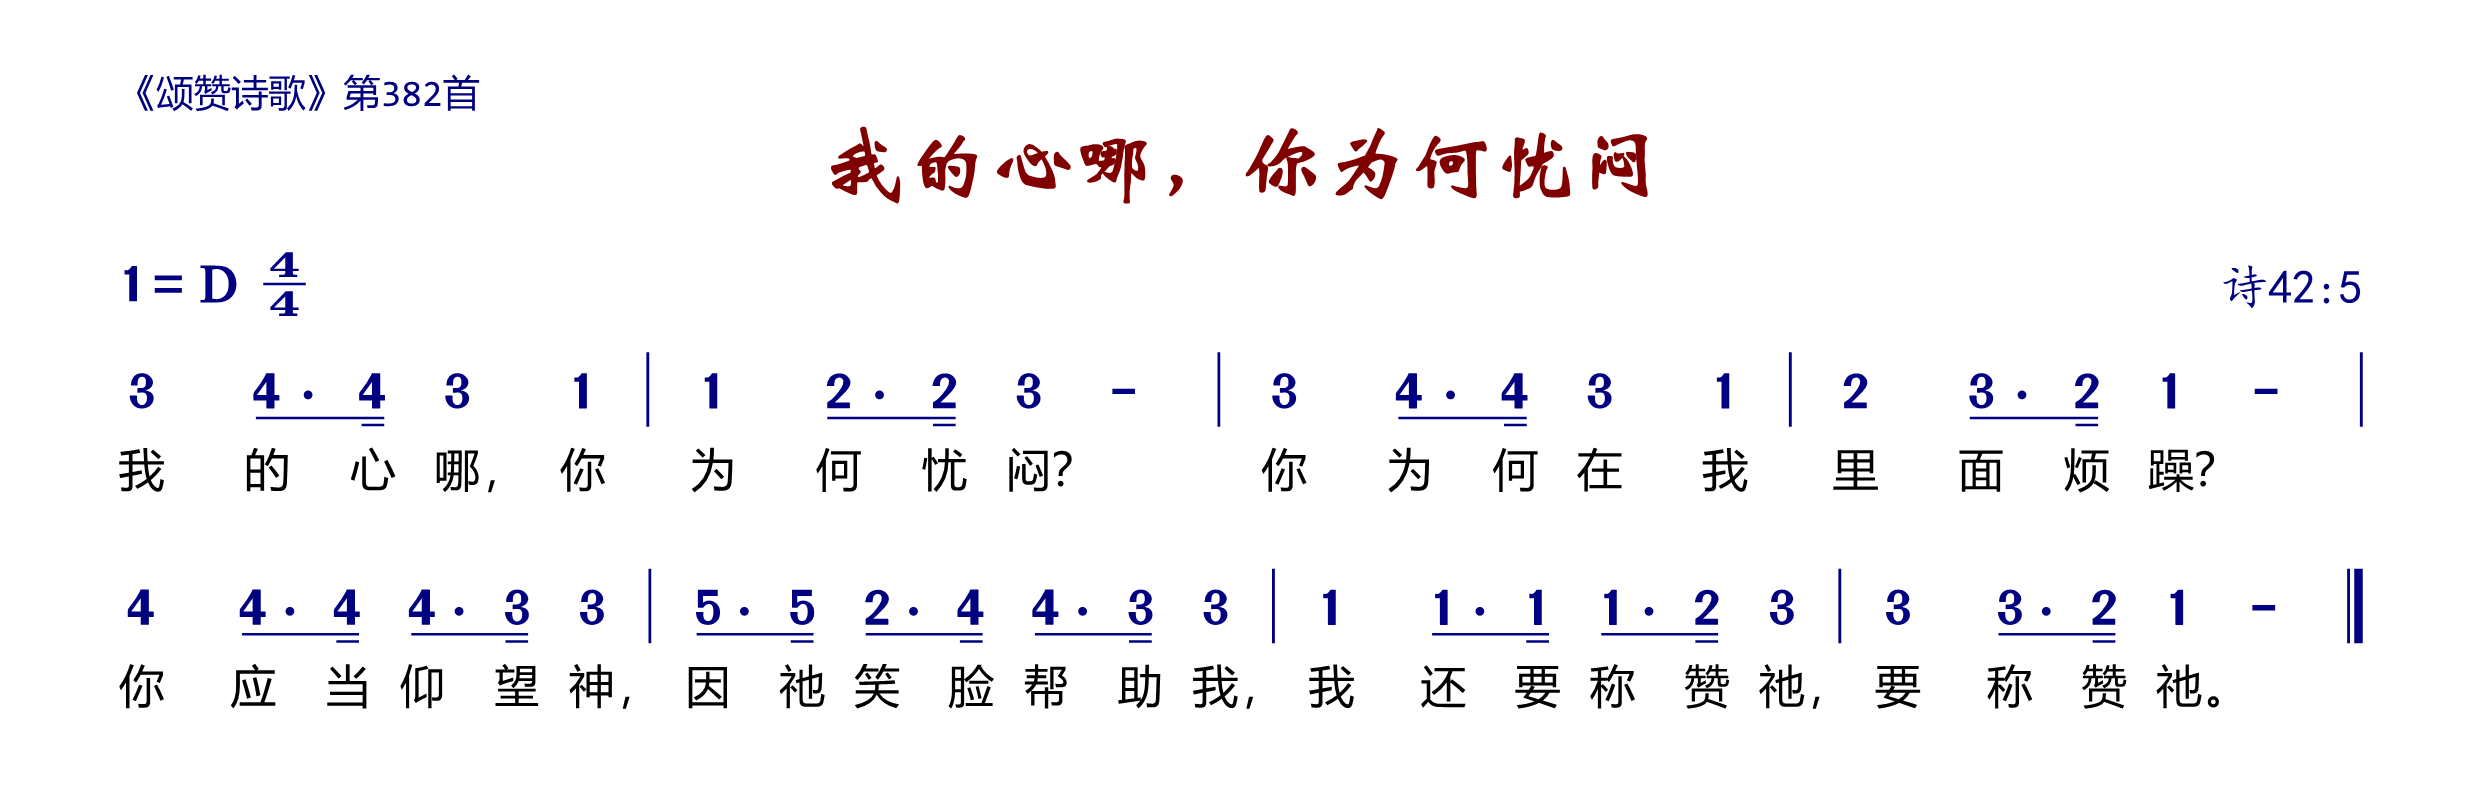 《颂赞诗歌》第382首
我的心哪，你为何忧闷
1=D 4/4
诗42:5
3 4· 4 3 1 | 1 2· 2 3 - | 3 4· 4 3 1 | 2 3· 2 1 - |
我的心哪，你为何忧闷？你为何在我里面烦躁？
4 4· 4 4· 3 3 | 5· 5 2· 4 4· 3 3 | 1 1· 1 1· 2 3 | 3 3· 2 1 - ‖
你应当仰望神，因祂笑脸帮助我，我还要称赞祂，要称赞祂。